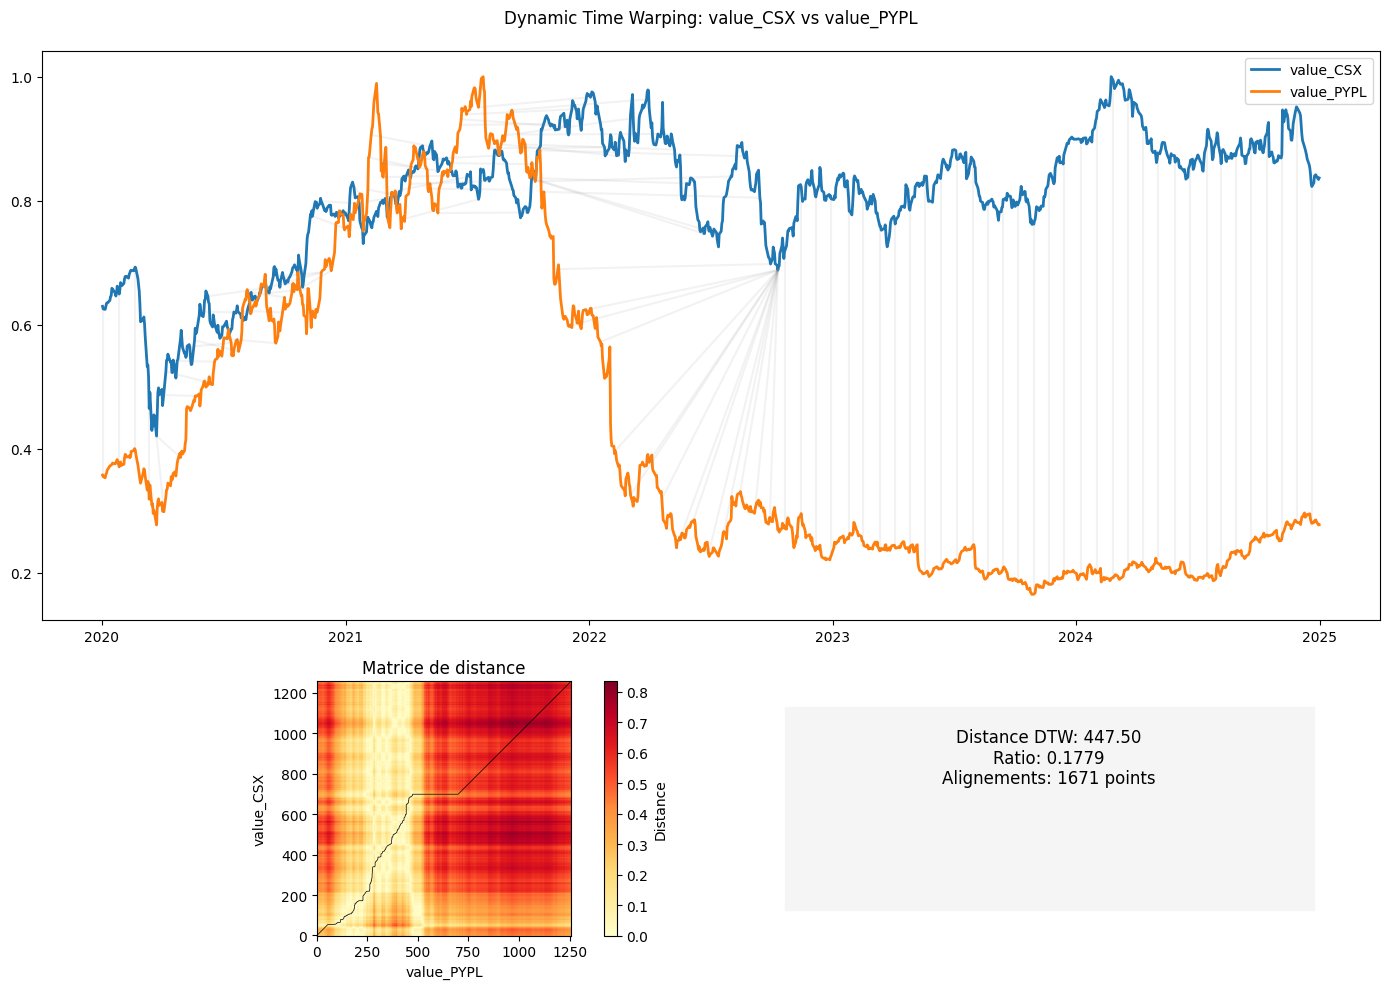 Dynamic Time Warping: value_CSX vs value_PYPL
value_CSX
value_PYPL
1.0
0.8
0.6
0.4
0.2
2020 2021 2022 2023 2024 2025
Matrice de distance
value_CSX
1200
1000
800
600
400
200
0
0 250 500 750 1000 1250
value_PYPL
0.8
0.7
0.6
0.5
0.4
0.3
0.2
0.1
0.0
Distance
Distance DTW: 447.50
Ratio: 0.1779
Alignements: 1671 points